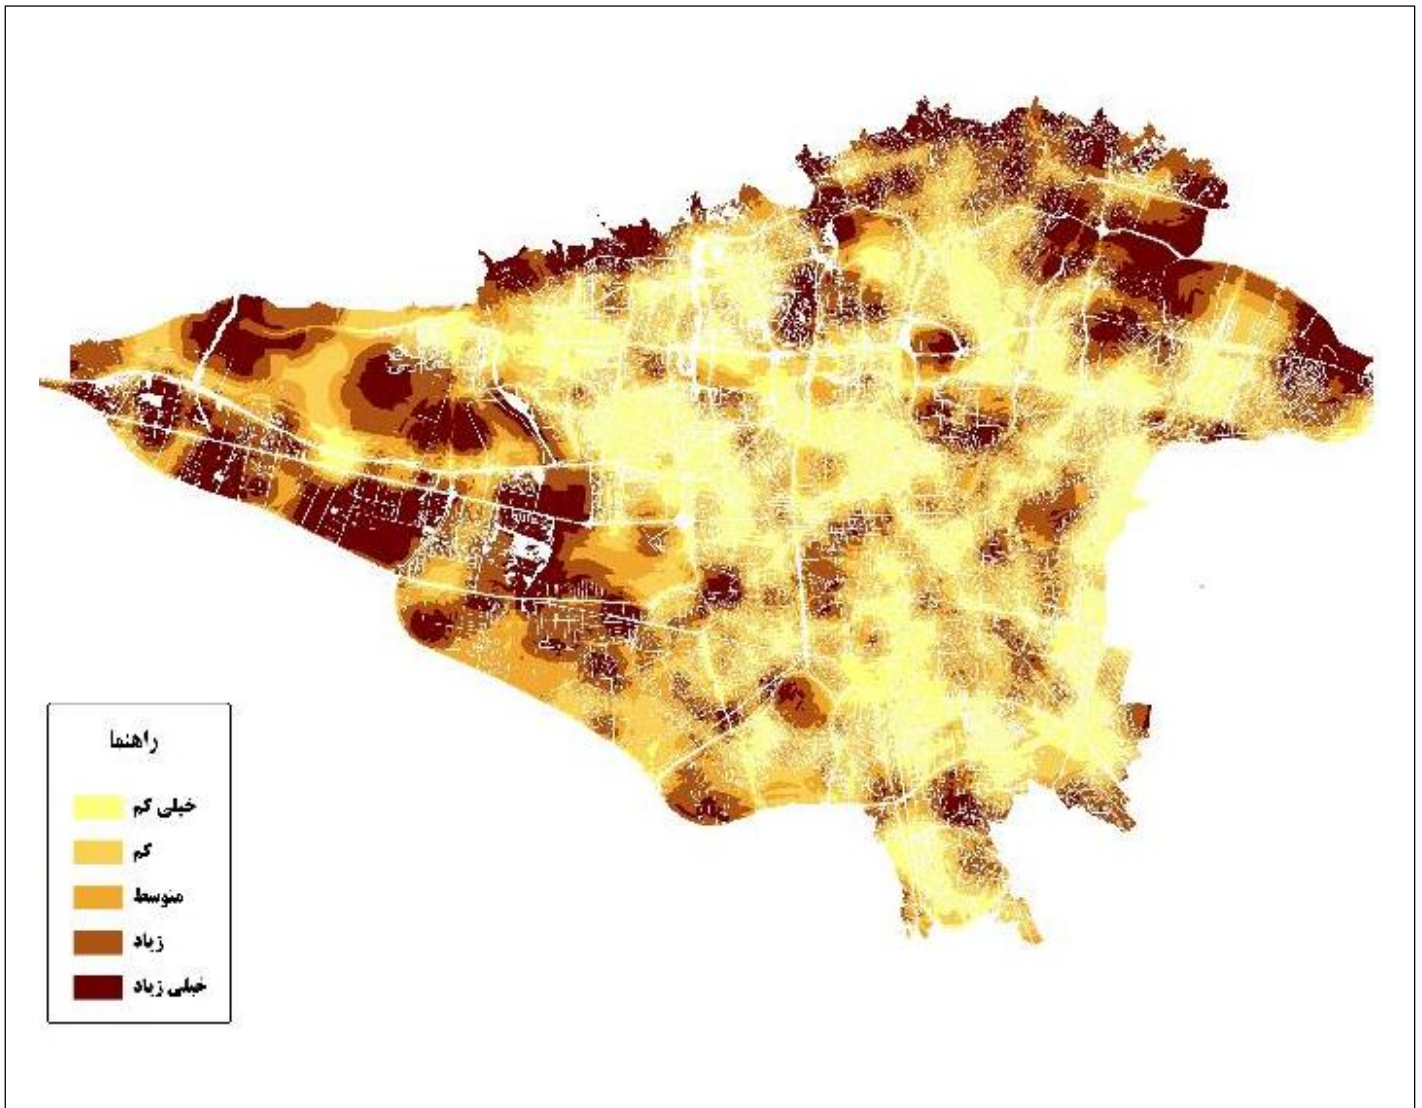 راهنما
خیلی کم
کم
متوسط
زیاد
خیلی زیاد